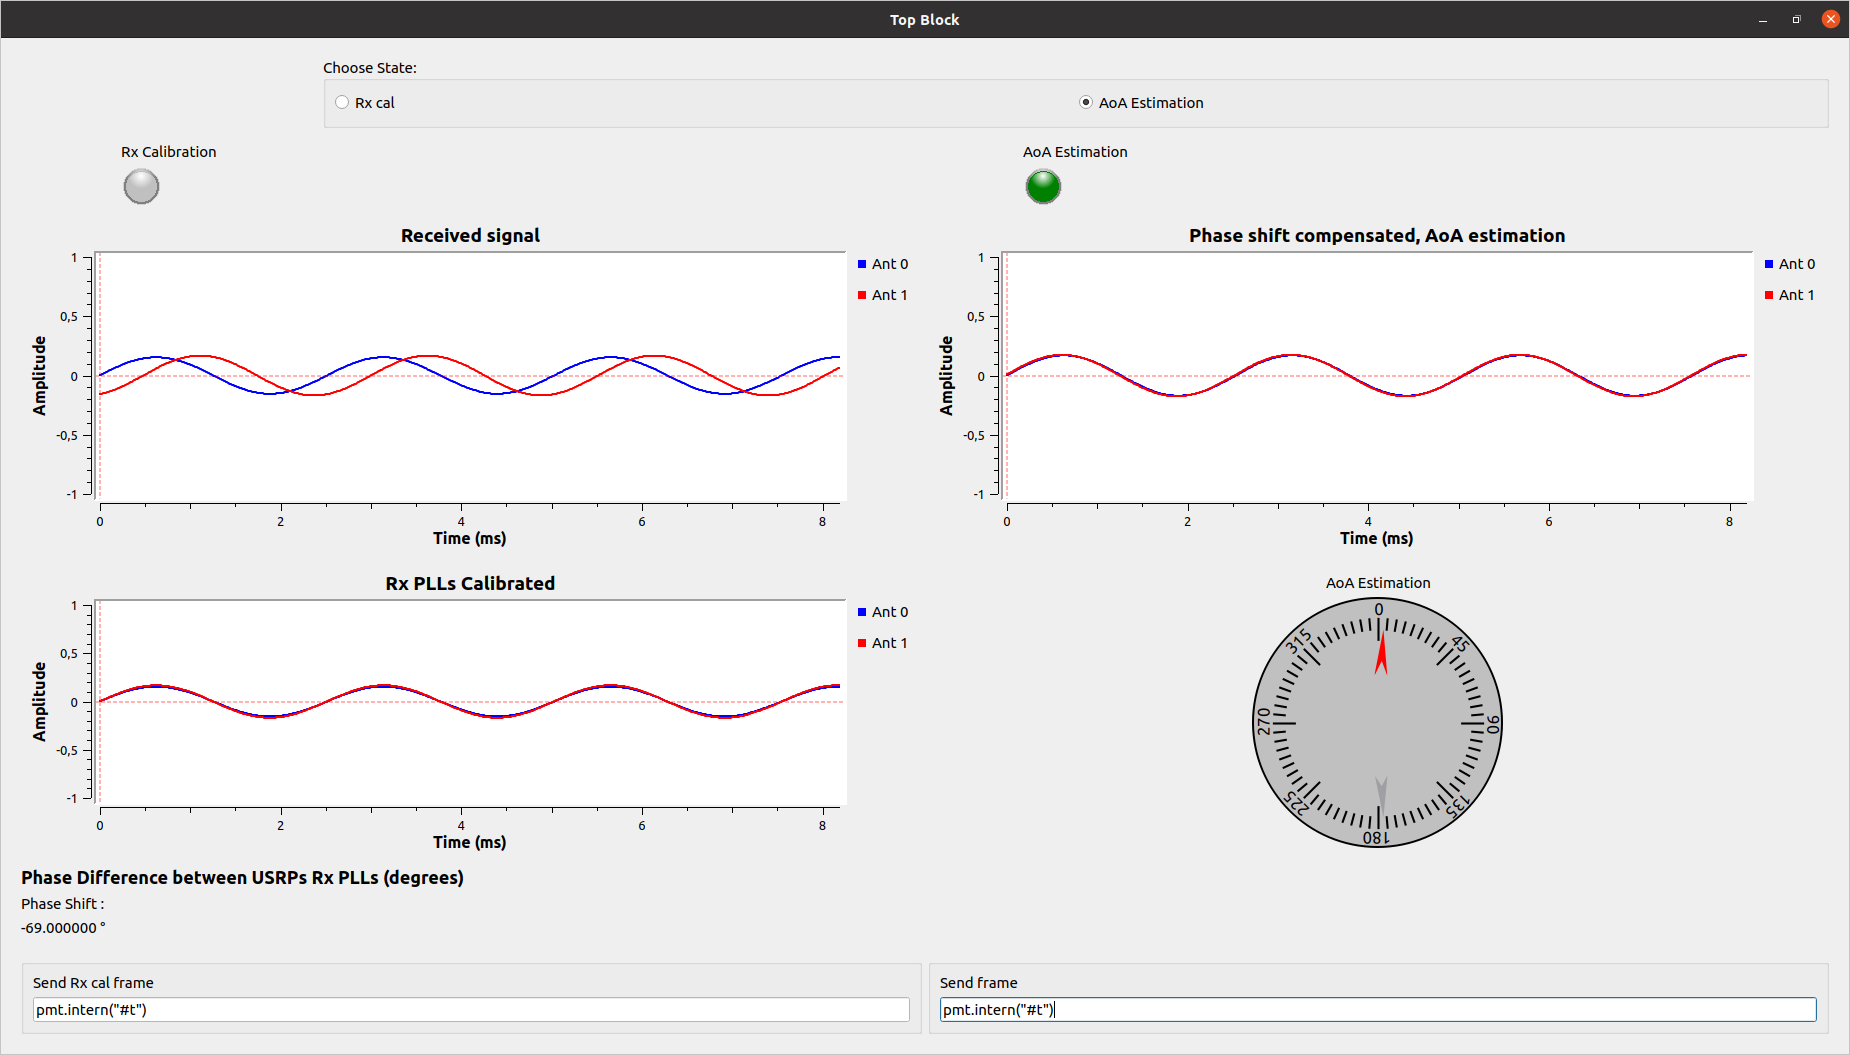 Top Block
Choose State:
Rx cal
AoA Estimation
Rx Calibration
AoA Estimation
Received signal
Amplitude
1
0,5
0
-0,5
-1
0 2 4 6 8
Time (ms)
Ant 0
Ant 1
Phase shift compensated, AoA estimation
Amplitude
1
0,5
0
-0,5
-1
0 2 4 6 8
Time (ms)
Ant 0
Ant 1
Rx PLLs Calibrated
Amplitude
1
0,5
0
-0,5
-1
0 2 4 6 8
Time (ms)
Ant 0
Ant 1
AoA Estimation
0
45
90
135
180
225
270
315
Phase Difference between USRPs Rx PLLs (degrees)
Phase Shift :
-69.000000 °
Send Rx cal frame
pmt.intern("#t")
Send frame
pmt.intern("#t")